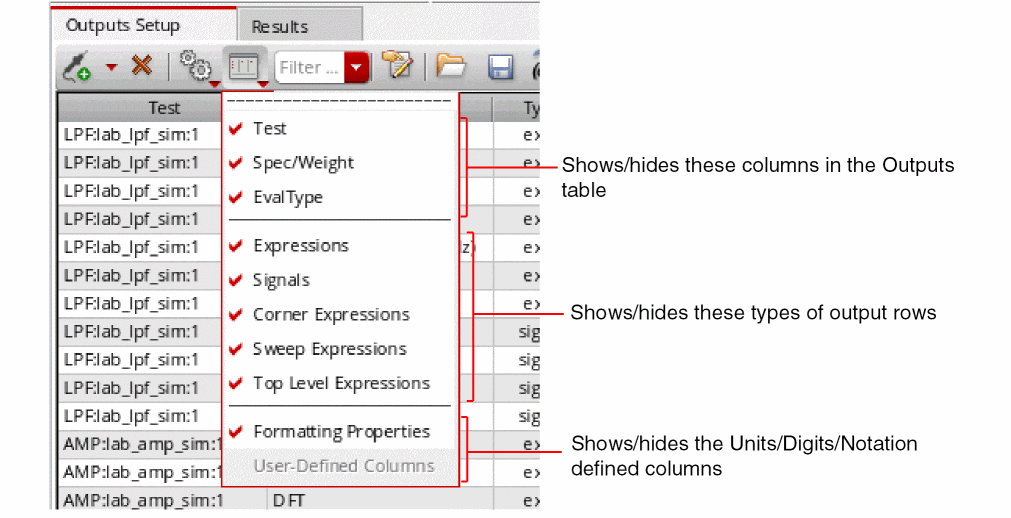 Outputs Setup
Results
Filter ...
Test
Ty
LPF:lab_lpf_sim:1 ex
Test
LPF:lab_lpf_sim:1 ex
Spec/Weight
Shows/hides these columns in the Outputs
table
LPF:lab_lpf_sim:1 ex
EvalType
LPF:lab_lpf_sim:1 ex
LPF:lab_lpf_sim:1 lz) ex
Expressions
LPF:lab_lpf_sim:1 ex
Signals
LPF:lab_lpf_sim:1 ex
Corner Expressions
Shows/hides these types of output rows
LPF:lab_lpf_sim:1 sig
Sweep Expressions
LPF:lab_lpf_sim:1 sig
LPF:lab_lpf_sim:1 sig
Top Level Expressions
LPF:lab_lpf_sim:1 sig
Formatting Properties
AMP:lab_amp_sim:1 ex
Shows/hides the Units/Digits/Notation
defined columns
User-Defined Columns
AMP:lab_amp_sim:1 ex
AMP:lab_amp_sim:1 DFT ex